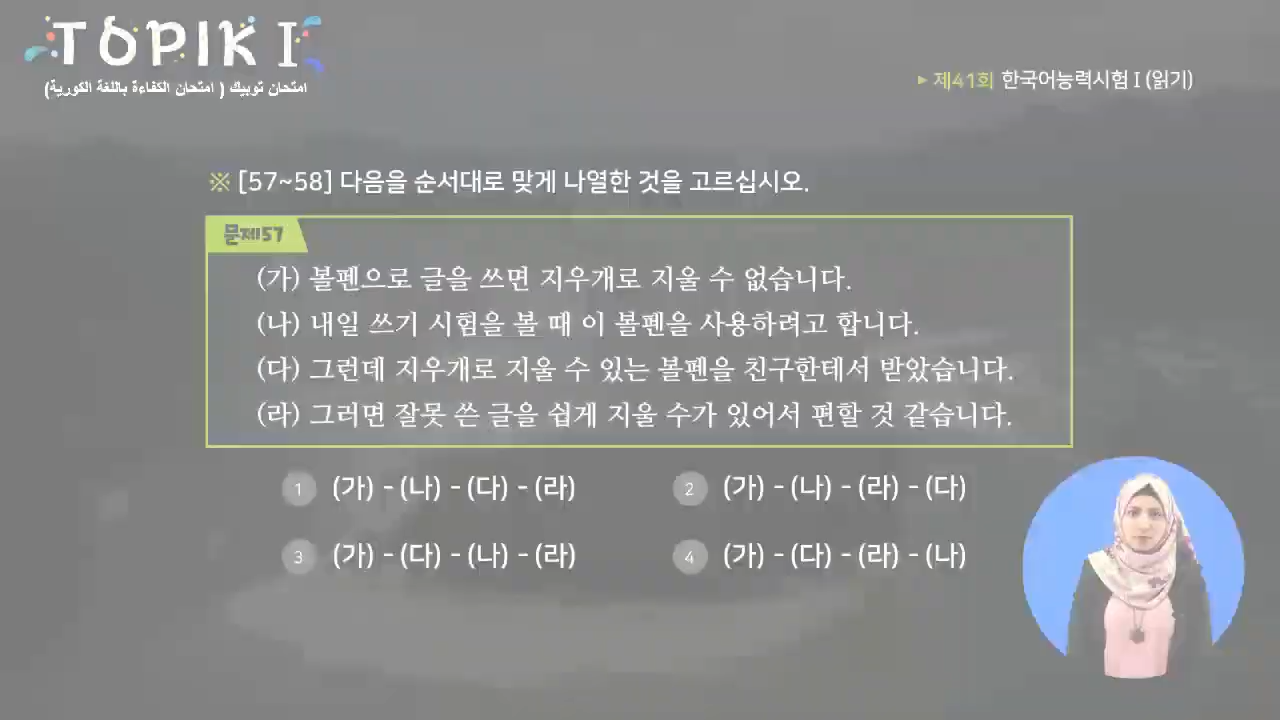 TOPIK I
امتحان توبيك ( امتحان الكفاءة باللغة الكورية)
▸ 제41회 한국어능력시험 I (읽기)
※ [57~58] 다음을 순서대로 맞게 나열한 것을 고르십시오.
문제57
(가) 볼펜으로 글을 쓰면 지우개로 지울 수 없습니다.
(나) 내일 쓰기 시험을 볼 때 이 볼펜을 사용하려고 합니다.
(다) 그런데 지우개로 지울 수 있는 볼펜을 친구한테서 받았습니다.
(라) 그러면 잘못 쓴 글을 쉽게 지울 수가 있어서 편할 것 같습니다.
1 (가) - (나) - (다) - (라)
2 (가) - (나) - (라) - (다)
3 (가) - (다) - (나) - (라)
4 (가) - (다) - (라) - (나)